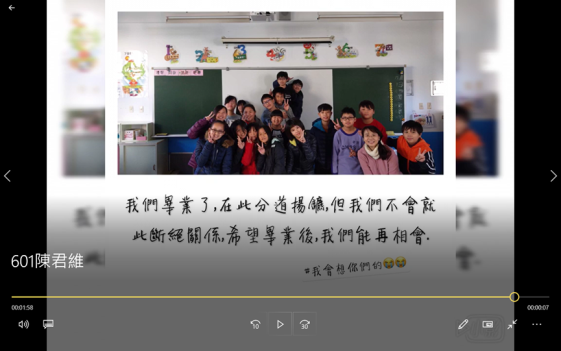 我們畢業了,在此分道揚鑣,但我們不會就
此斷絕關係,希望畢業後,我們能再相會.
#我會想你們的😭😭
601陳君維
00:01:58
00:00:07
10
30